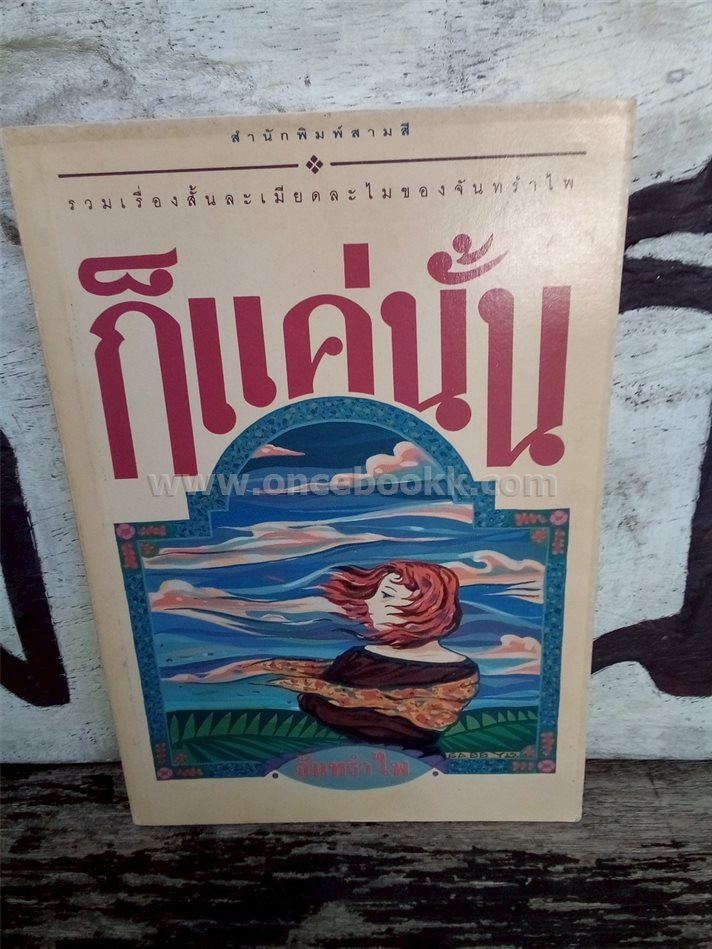 สำนักพิมพ์สามสี
รวมเรื่องสั้นละเมียดละไมของจันทรำไพ
ก็แค่นั้น
www.oncebookk.com
จันทรำไพ